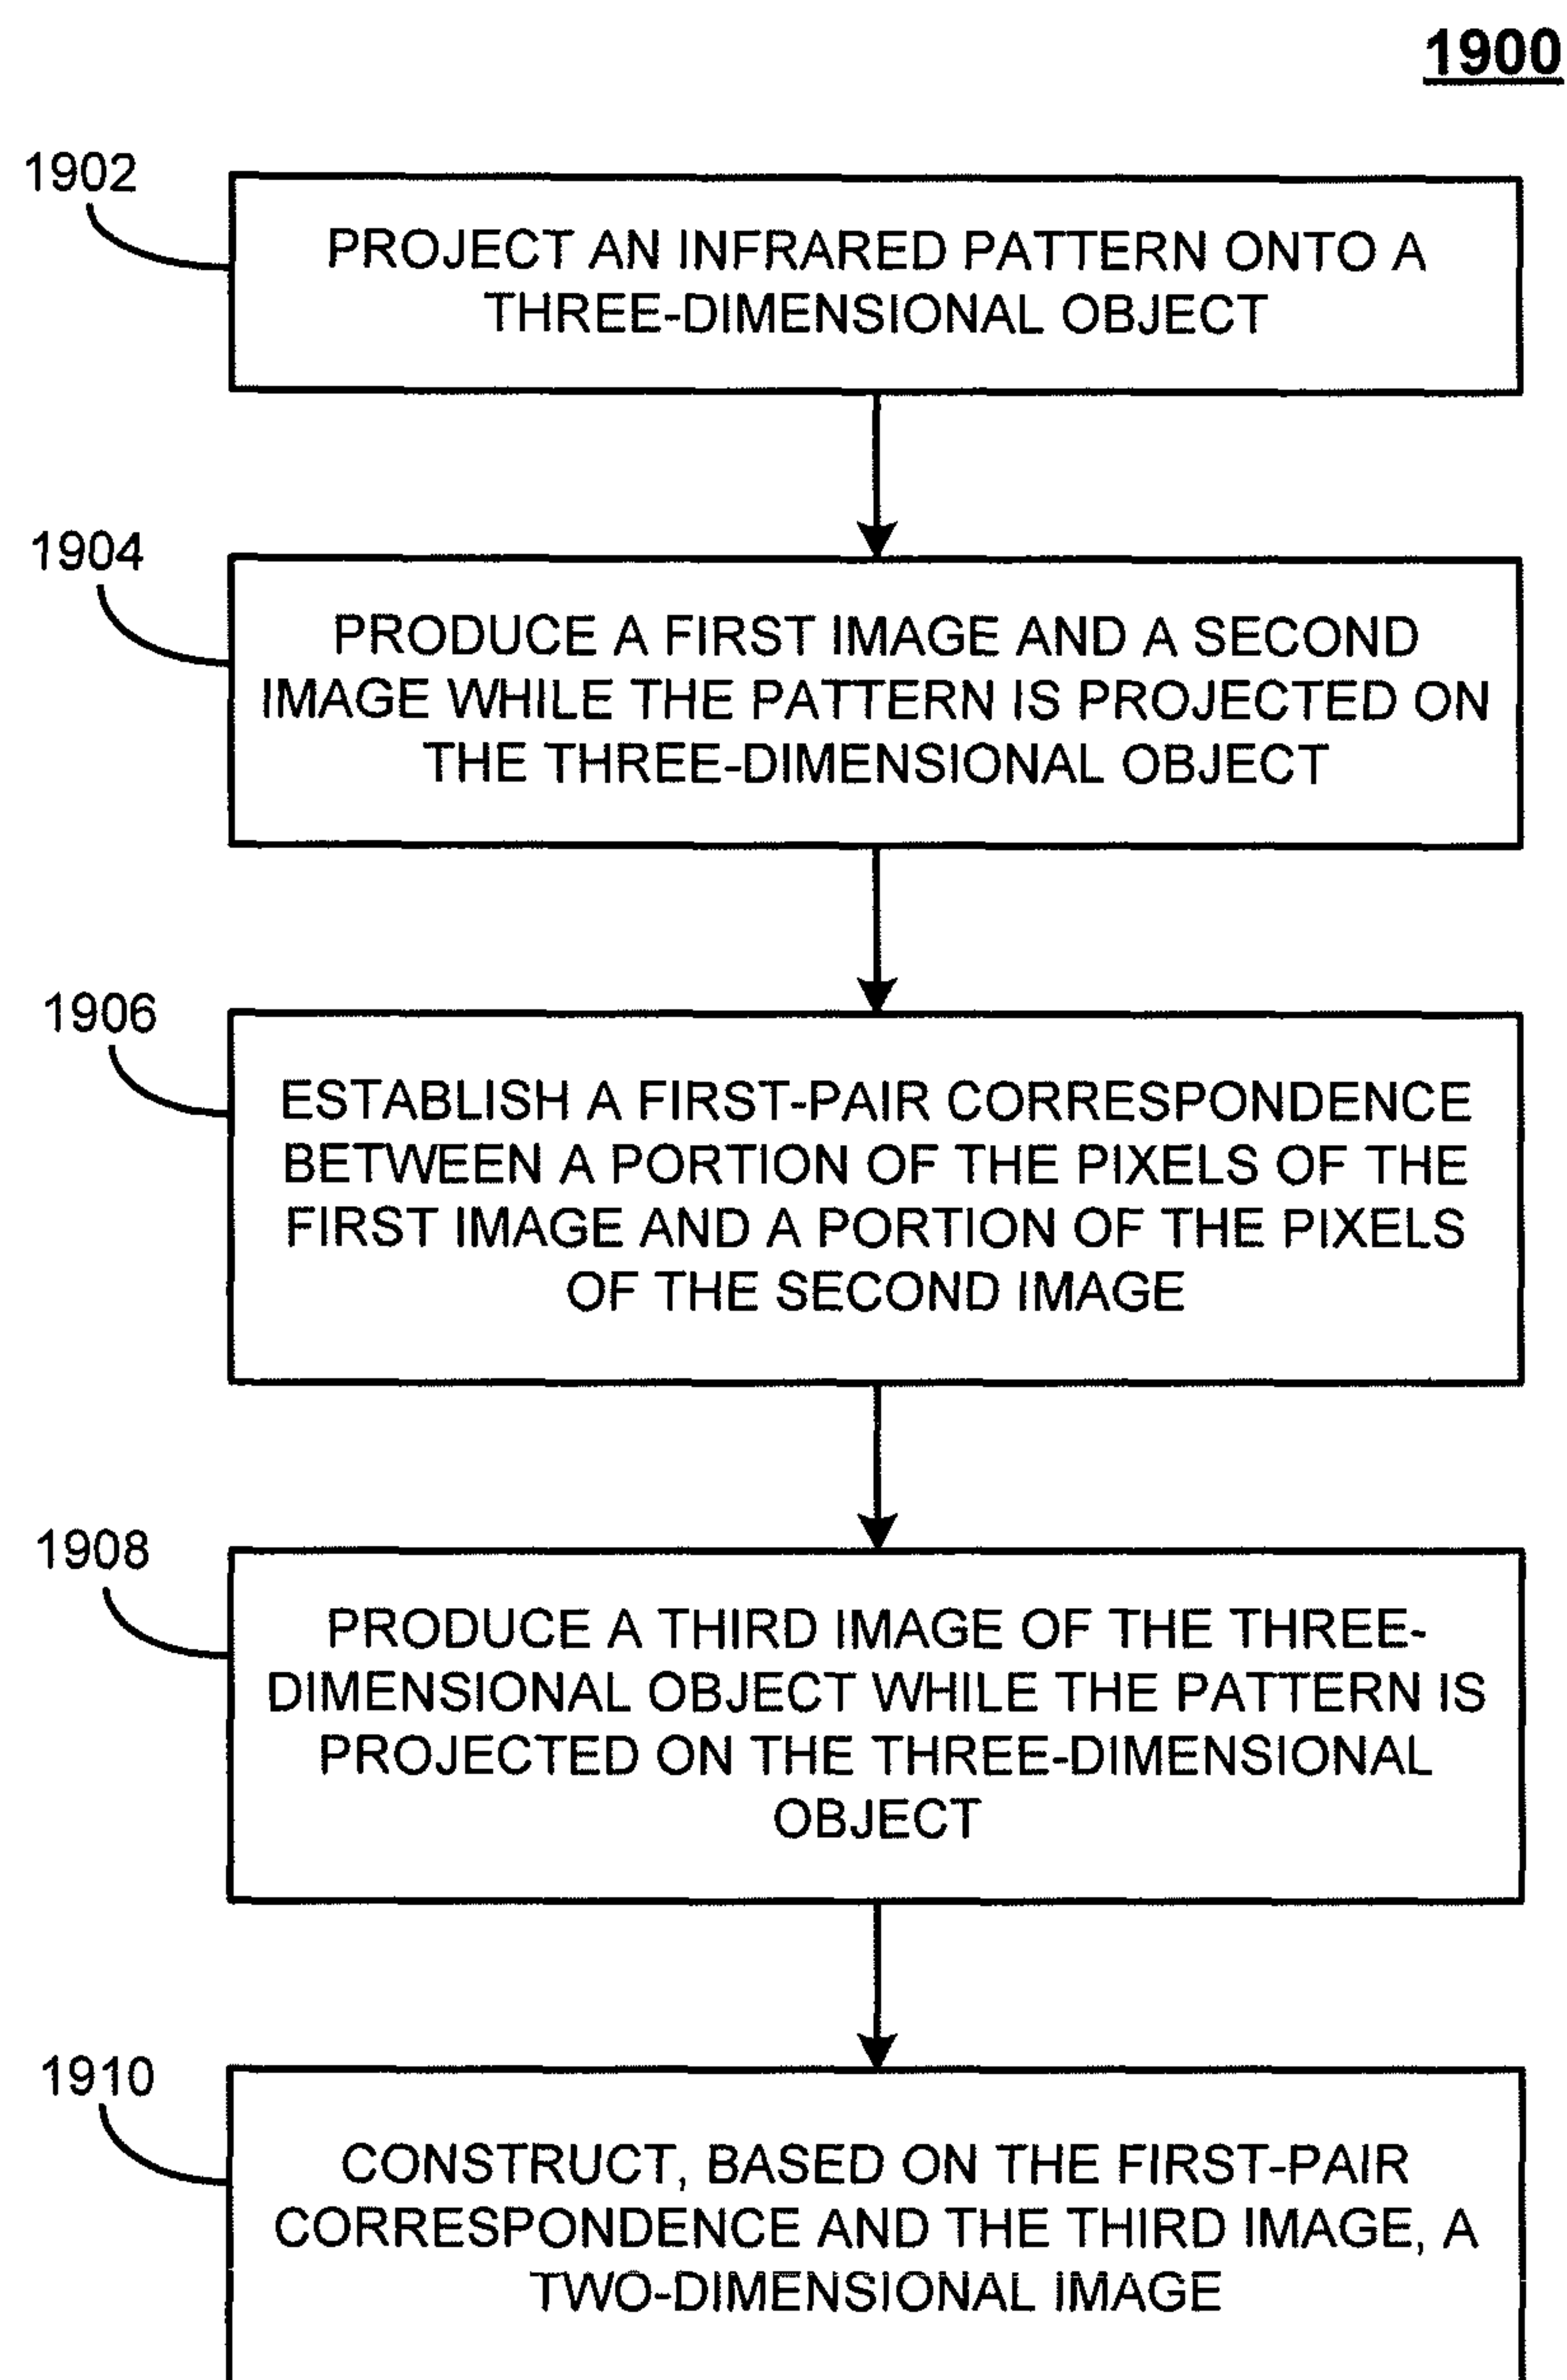 1900
1902
PROJECT AN INFRARED PATTERN ONTO A
THREE-DIMENSIONAL OBJECT
1904
PRODUCE A FIRST IMAGE AND A SECOND
IMAGE WHILE THE PATTERN IS PROJECTED ON
THE THREE-DIMENSIONAL OBJECT
1906
ESTABLISH A FIRST-PAIR CORRESPONDENCE
BETWEEN A PORTION OF THE PIXELS OF THE
FIRST IMAGE AND A PORTION OF THE PIXELS
OF THE SECOND IMAGE
1908
PRODUCE A THIRD IMAGE OF THE THREE-
DIMENSIONAL OBJECT WHILE THE PATTERN IS
PROJECTED ON THE THREE-DIMENSIONAL
OBJECT
1910
CONSTRUCT, BASED ON THE FIRST-PAIR
CORRESPONDENCE AND THE THIRD IMAGE, A
TWO-DIMENSIONAL IMAGE